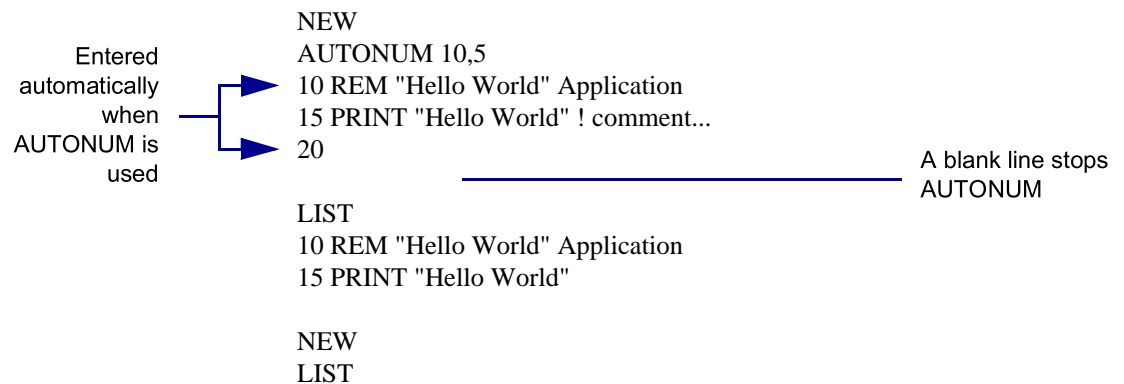 NEW
AUTONUM 10,5
10 REM "Hello World" Application
15 PRINT "Hello World" ! comment...
20
Entered
automatically
when
AUTONUM is
used
A blank line stops
AUTONUM
LIST
10 REM "Hello World" Application
15 PRINT "Hello World"
NEW
LIST